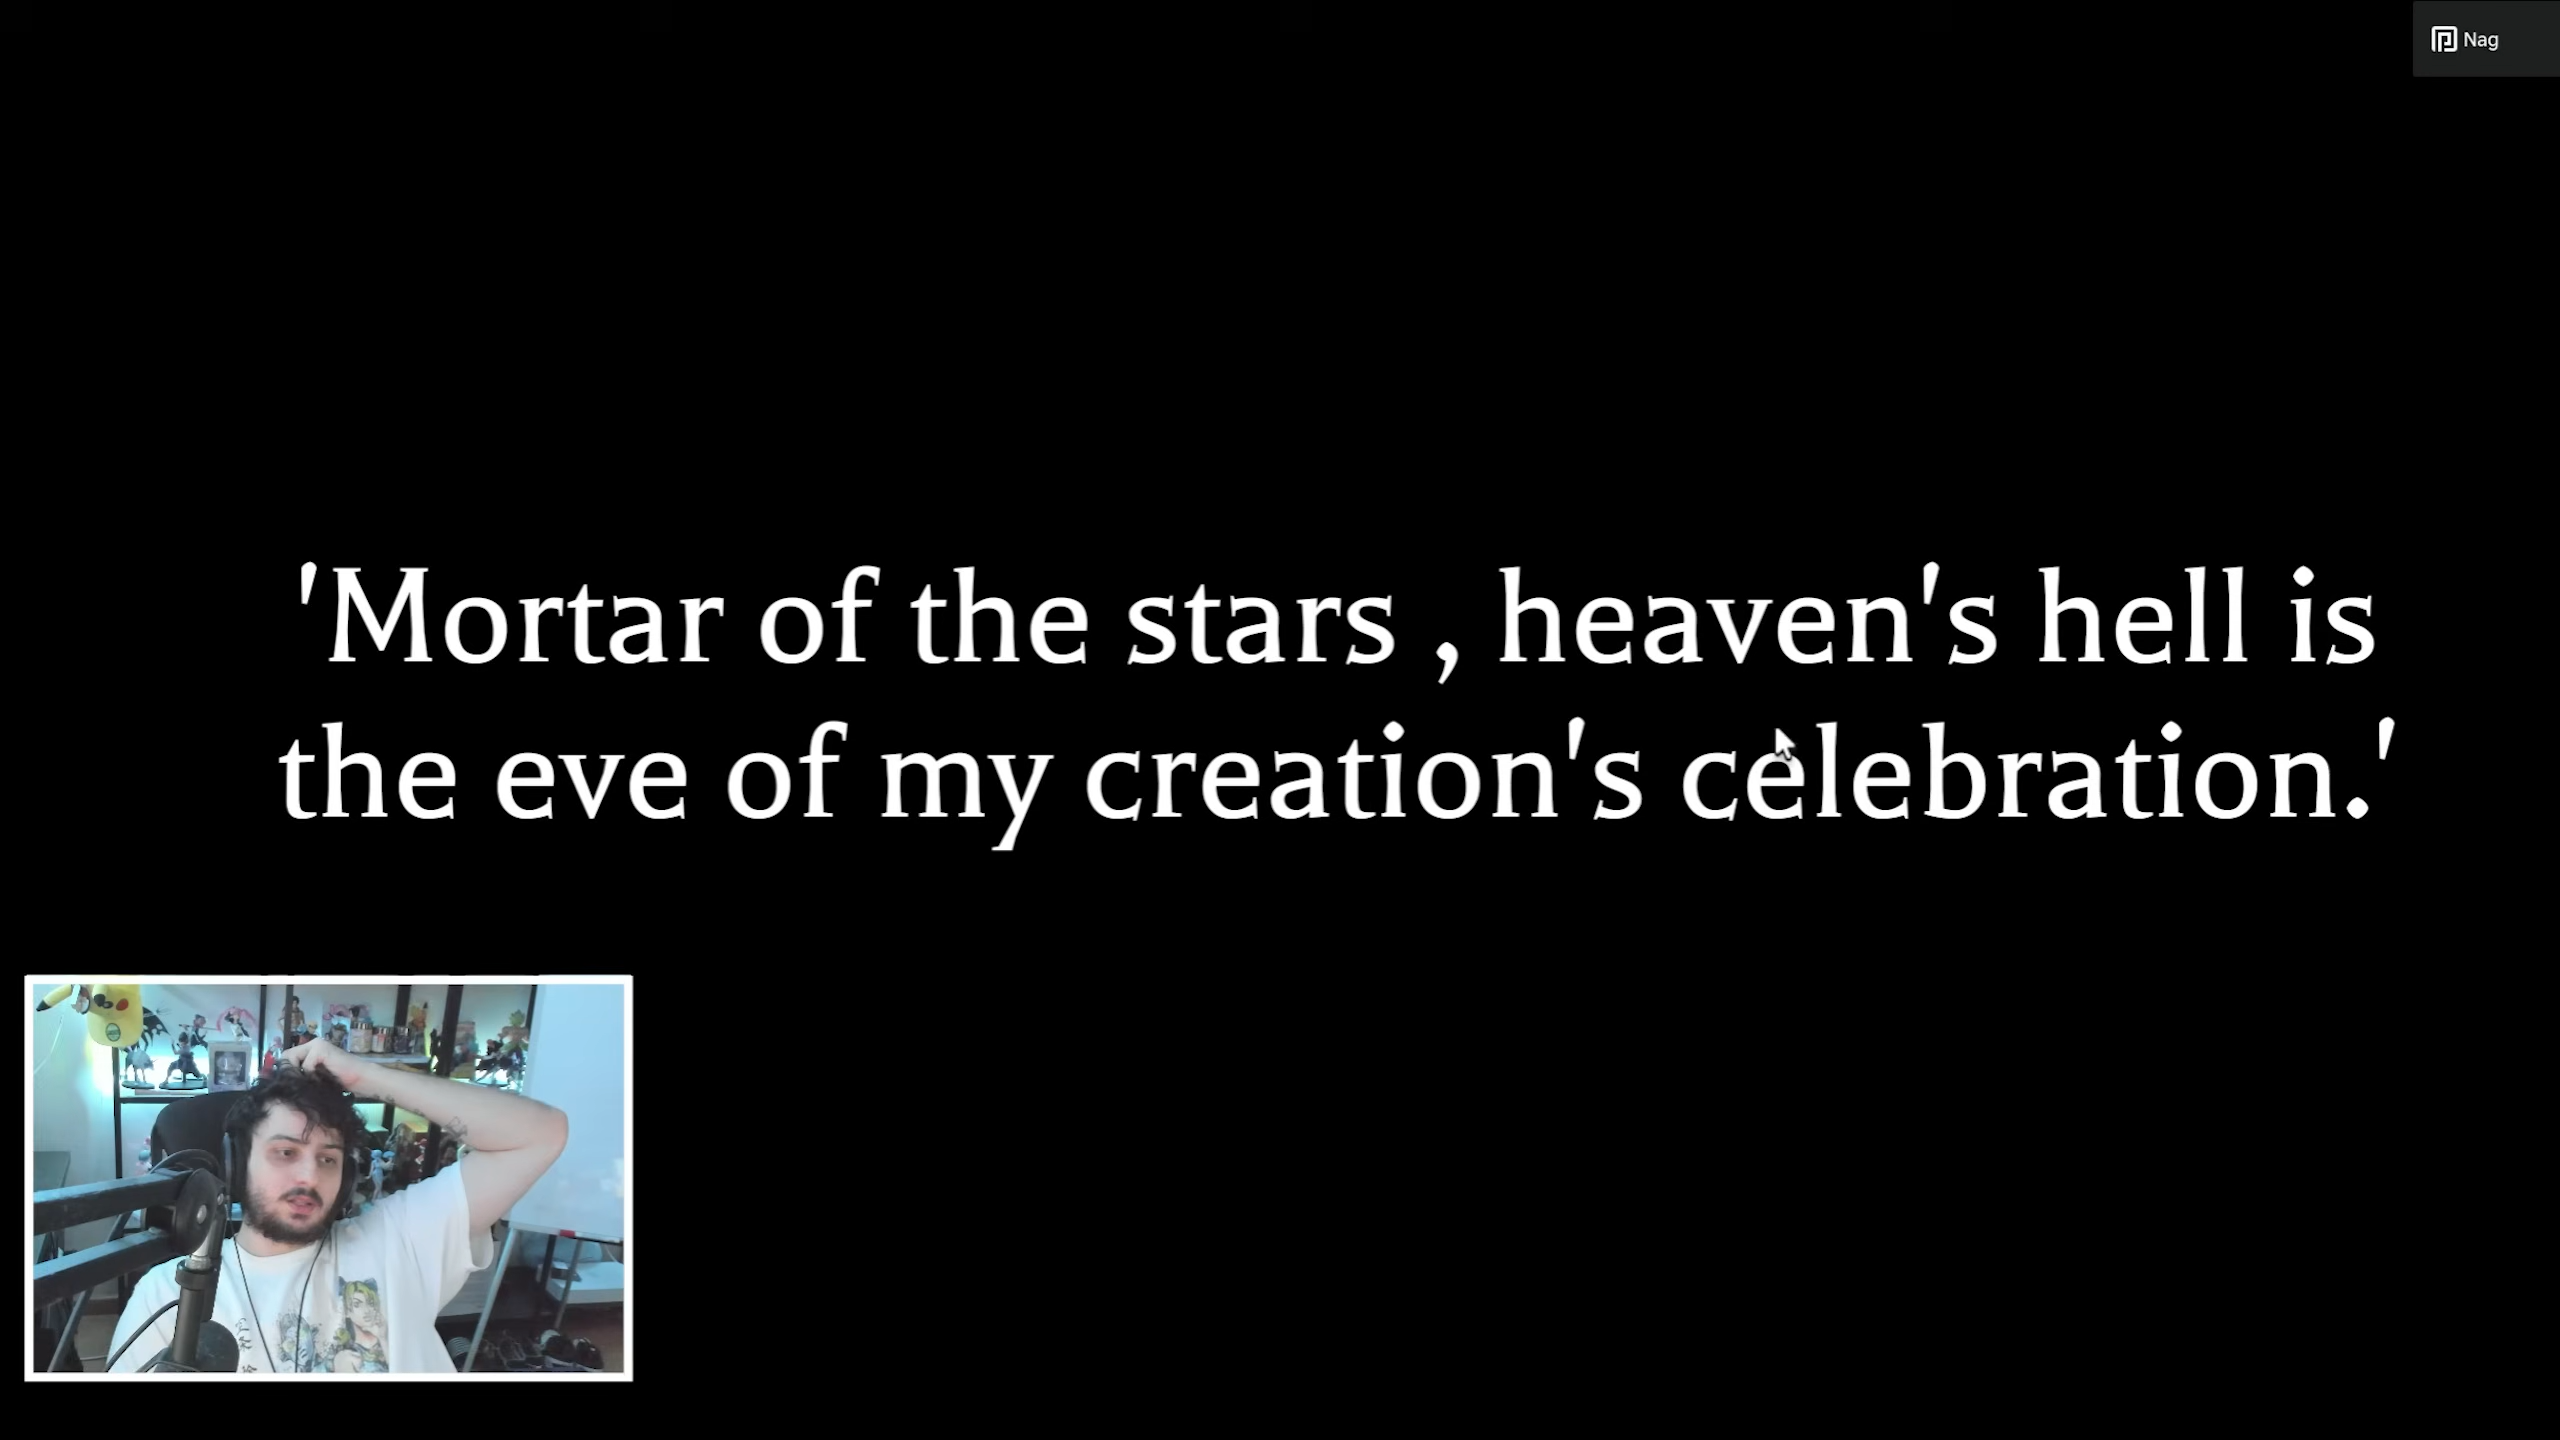 Nag
'Mortar of the stars , heaven's hell is
the eve of my creation's celebration.'